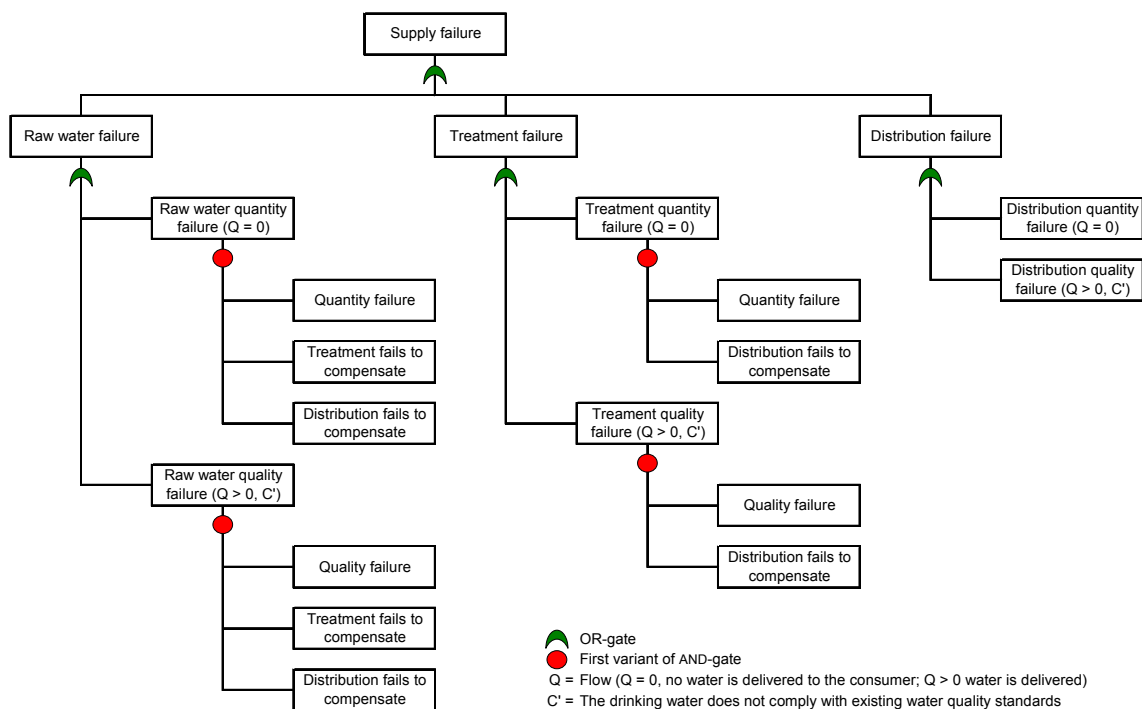 Supply failure
Raw water failure
Treatment failure
Distribution failure
Raw water quantity
failure (Q = 0)
Quantity failure
Treatment fails to
compensate
Distribution fails to
compensate
Raw water quality
failure (Q > 0, C')
Quality failure
Treatment fails to
compensate
Distribution fails to
compensate
Treatment quantity
failure (Q = 0)
Quantity failure
Distribution fails to
compensate
Treament quality
failure (Q > 0, C')
Quality failure
Distribution fails to
compensate
Distribution quantity
failure (Q = 0)
Distribution quality
failure (Q > 0, C')
OR-gate
First variant of AND-gate
Q = Flow (Q = 0, no water is delivered to the consumer; Q > 0 water is delivered)
C' = The drinking water does not comply with existing water quality standards